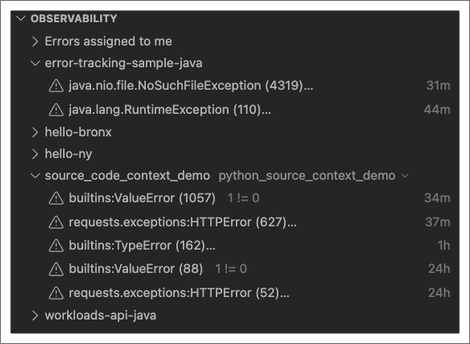 OBSERVABILITY
Errors assigned to me
error-tracking-sample-java
java.nio.file.NoSuchFileException (4319)... 31m
java.lang.RuntimeException (110)... 44m
hello-bronx
hello-ny
source_code_context_demo python_source_context_demo
builtins:ValueError (1057) 1 != 0 34m
requests.exceptions:HTTPError (627)... 37m
builtins:TypeError (162)... 1h
builtins:ValueError (88) 1 != 0 24h
requests.exceptions:HTTPError (52)... 24h
workloads-api-java